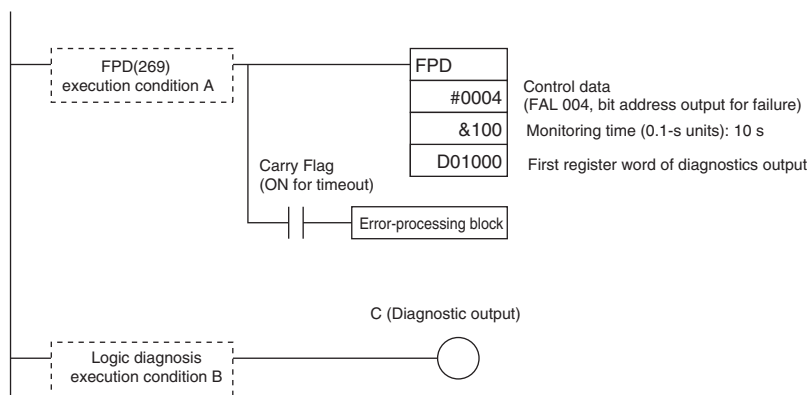 FPD(269)
execution condition A
FPD
#0004
&100
D01000
Control data
(FAL 004, bit address output for failure)
Monitoring time (0.1-s units): 10 s
First register word of diagnostics output
Carry Flag
(ON for timeout)
Error-processing block
C (Diagnostic output)
Logic diagnosis
execution condition B